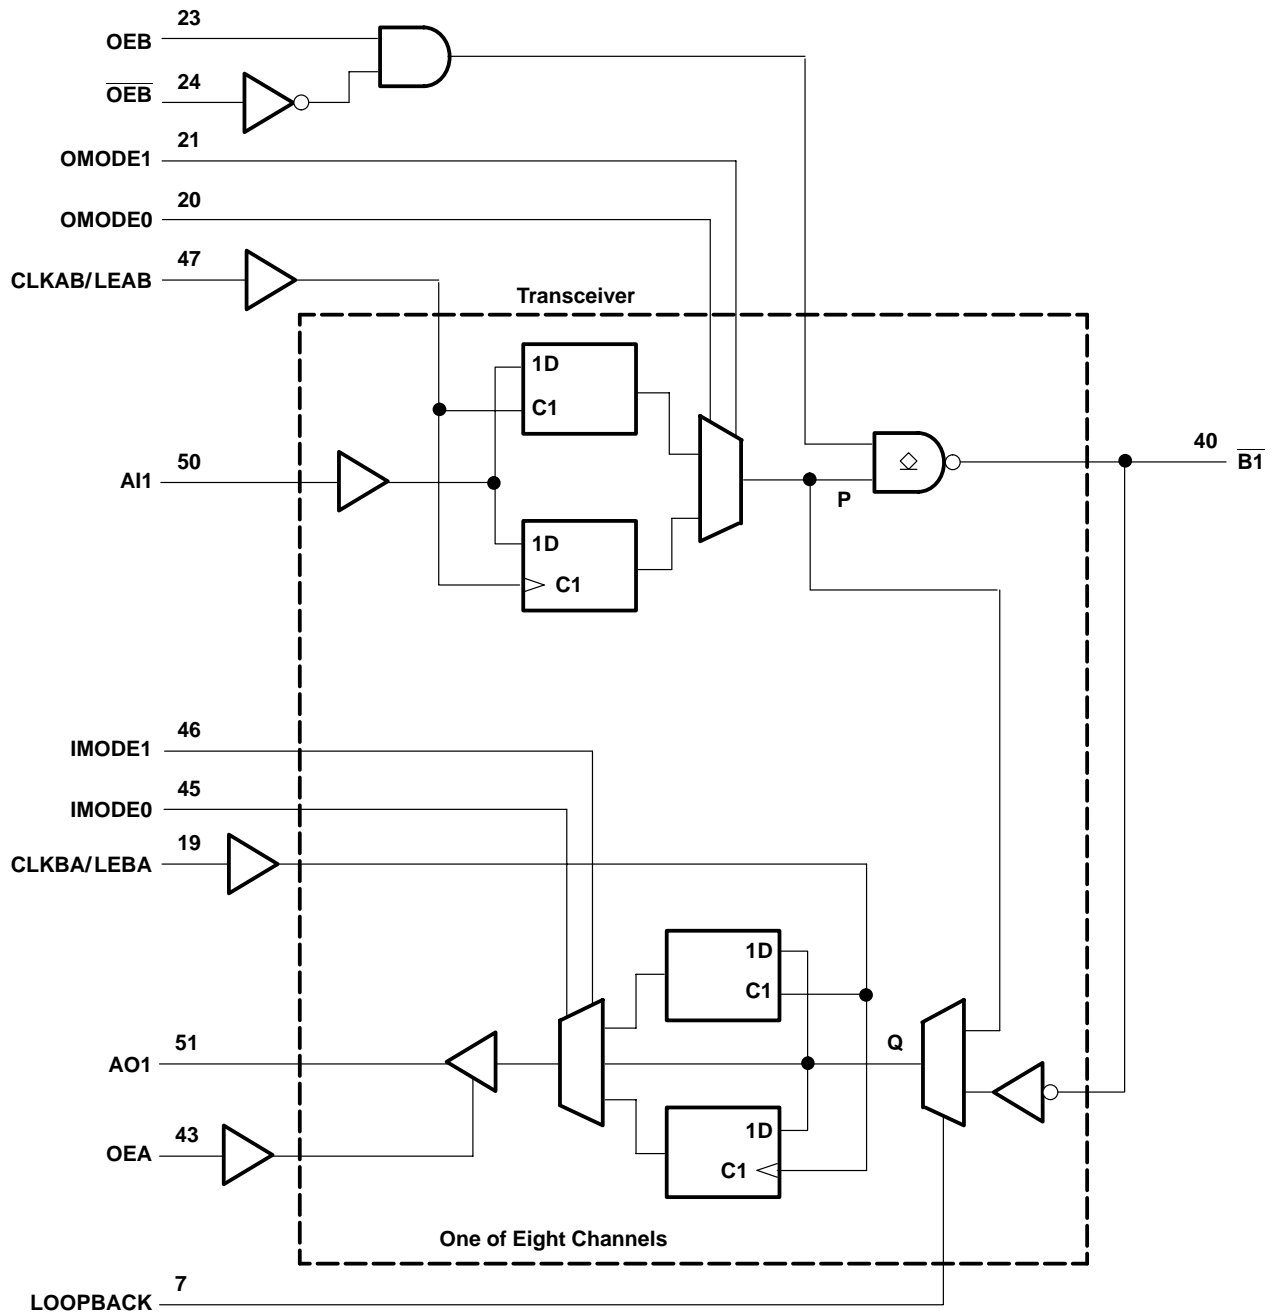 23
OEB
24
O̅E̅B̅
21
OMODE1
20
OMODE0
47
CLKAB/LEAB
Transceiver
1D
C1
50
AI1
40
B̅1̅
P
1D
C1
46
IMODE1
45
IMODE0
19
CLKBA/LEBA
1D
C1
51
AO1
Q
1D
C1
43
OEA
One of Eight Channels
7
LOOPBACK